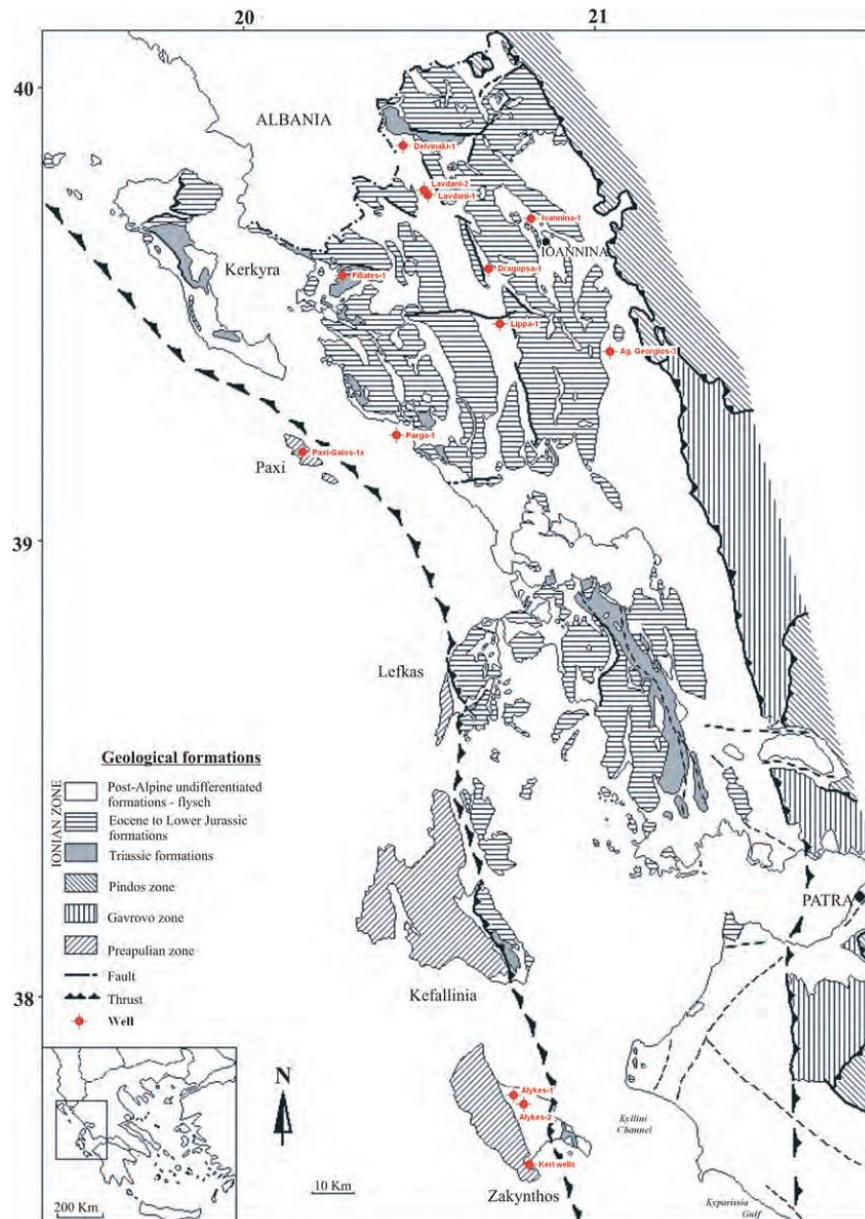 20
21
40
ALBANIA
Delvinaki-1
Lavdani-2
Lavdani-1
Ioannina-1
IOANNINA
Kerkyra
Filiates-1
Dragopsa-1
Lippa-1
Ag. Georgios-3
Parga-1
Paxi-Gaios-1x
Paxi
39
Lefkas
Geological formations
IONIAN ZONE
Post-Alpine undifferentiated
formations - flysch
Eocene to Lower Jurassic
formations
Triassic formations
Pindos zone
Gavrovo zone
Preapulian zone
Fault
Thrust
Well
PATRA
38
Kefallinia
N
Alykes-1
Alykes-2
Kyllini
Channel
Keri wells
10 Km
Zakynthos
200 Km
Kyparissia
Gulf